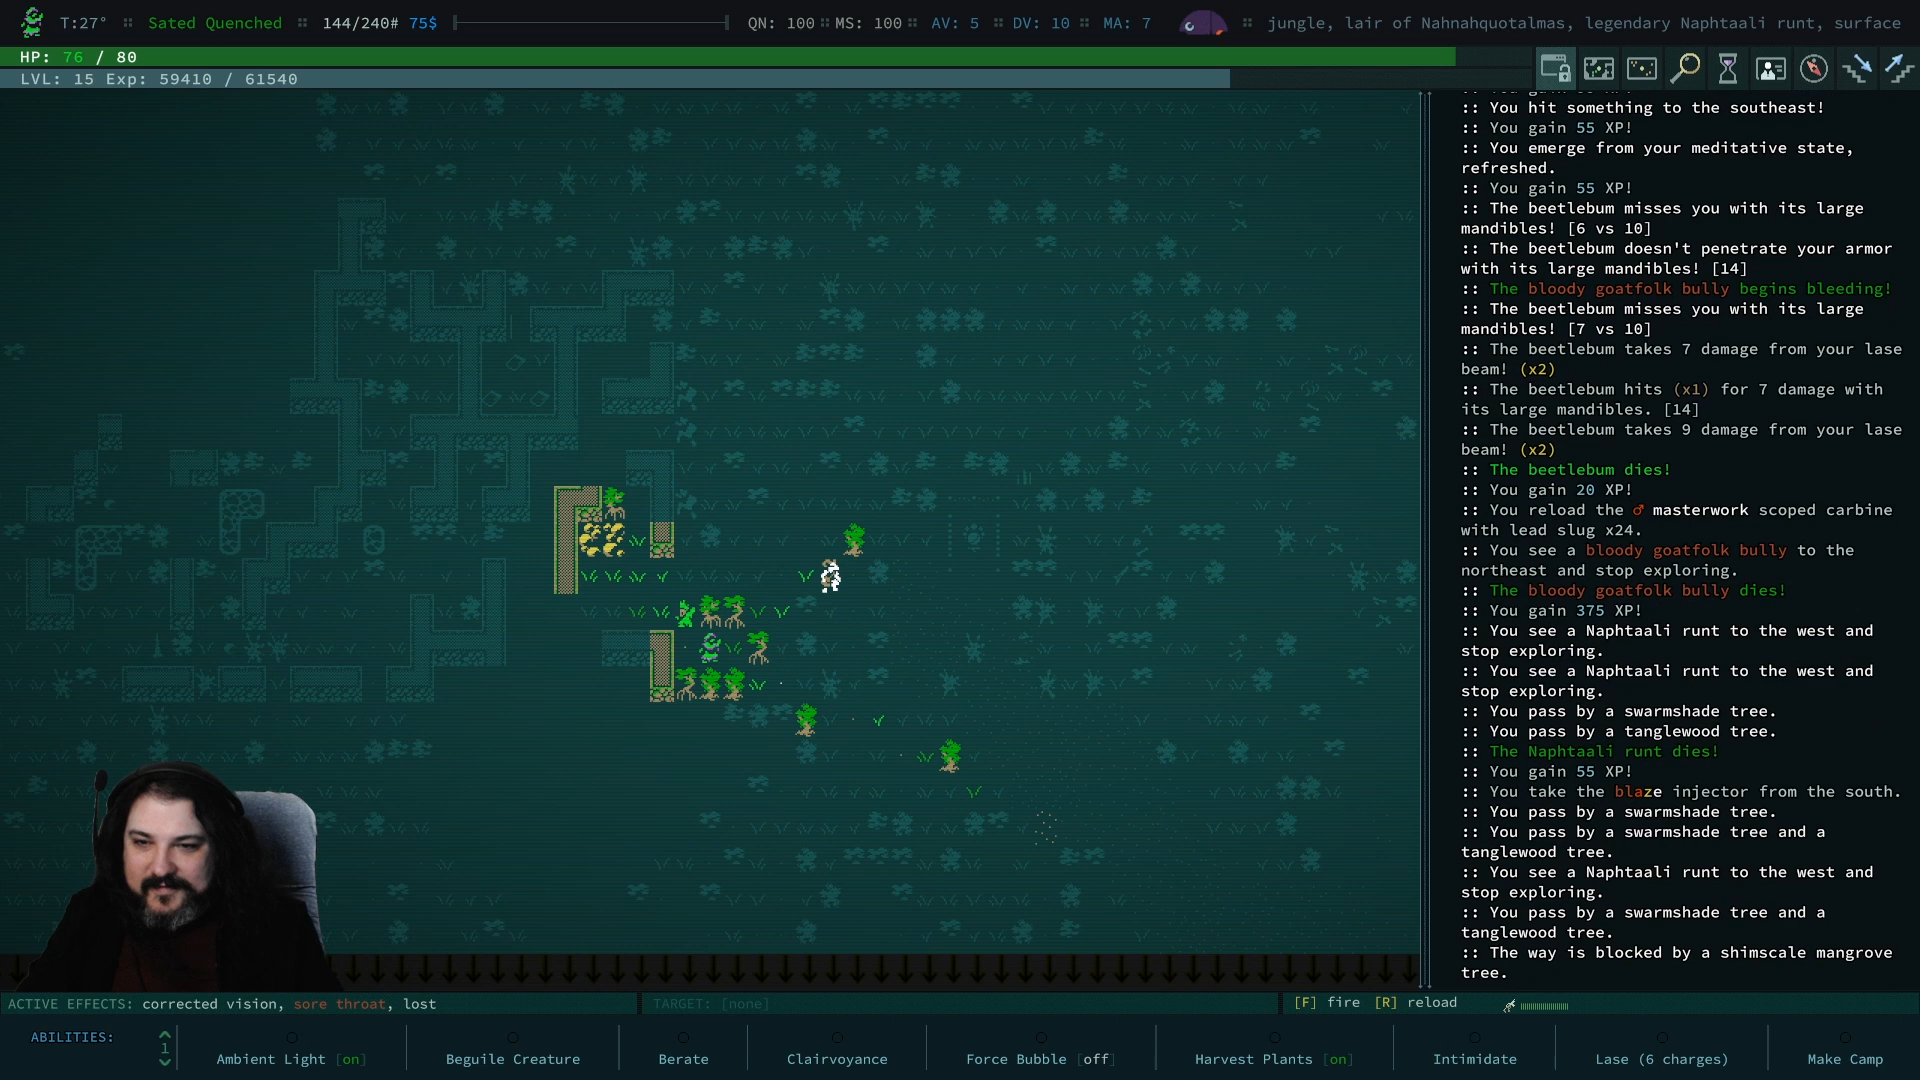 T:27° :: Sated Quenched :: 144/240# 75$ QN: 100 :: MS: 100 :: AV: 5 :: DV: 10 :: MA: 7 :: jungle, lair of Nahnahquotalmas, legendary Naphtaali runt, surface
HP: 76 / 80
LVL: 15 Exp: 59410 / 61540
:: You hit something to the southeast!
:: You gain 55 XP!
:: You emerge from your meditative state,
refreshed.
:: You gain 55 XP!
:: The beetlebum misses you with its large
mandibles! [6 vs 10]
:: The beetlebum doesn't penetrate your armor
with its large mandibles! [14]
:: The bloody goatfolk bully begins bleeding!
:: The beetlebum misses you with its large
mandibles! [7 vs 10]
:: The beetlebum takes 7 damage from your lase
beam! (x2)
:: The beetlebum hits (x1) for 7 damage with
its large mandibles. [14]
:: The beetlebum takes 9 damage from your lase
beam! (x2)
:: The beetlebum dies!
:: You gain 20 XP!
:: You reload the ♂ masterwork scoped carbine
with lead slug x24.
:: You see a bloody goatfolk bully to the
northeast and stop exploring.
:: The bloody goatfolk bully dies!
:: You gain 375 XP!
:: You see a Naphtaali runt to the west and
stop exploring.
:: You see a Naphtaali runt to the west and
stop exploring.
:: You pass by a swarmshade tree.
:: You pass by a tanglewood tree.
:: The Naphtaali runt dies!
:: You gain 55 XP!
:: You take the blaze injector from the south.
:: You pass by a swarmshade tree.
:: You pass by a swarmshade tree and a
tanglewood tree.
:: You see a Naphtaali runt to the west and
stop exploring.
:: You pass by a swarmshade tree and a
tanglewood tree.
:: The way is blocked by a shimscale mangrove
tree.
ACTIVE EFFECTS: corrected vision, sore throat, lost
TARGET: [none]
[F] fire [R] reload
ABILITIES: 1 Ambient Light [on] Beguile Creature Berate Clairvoyance Force Bubble [off] Harvest Plants [on] Intimidate Lase (6 charges) Make Camp